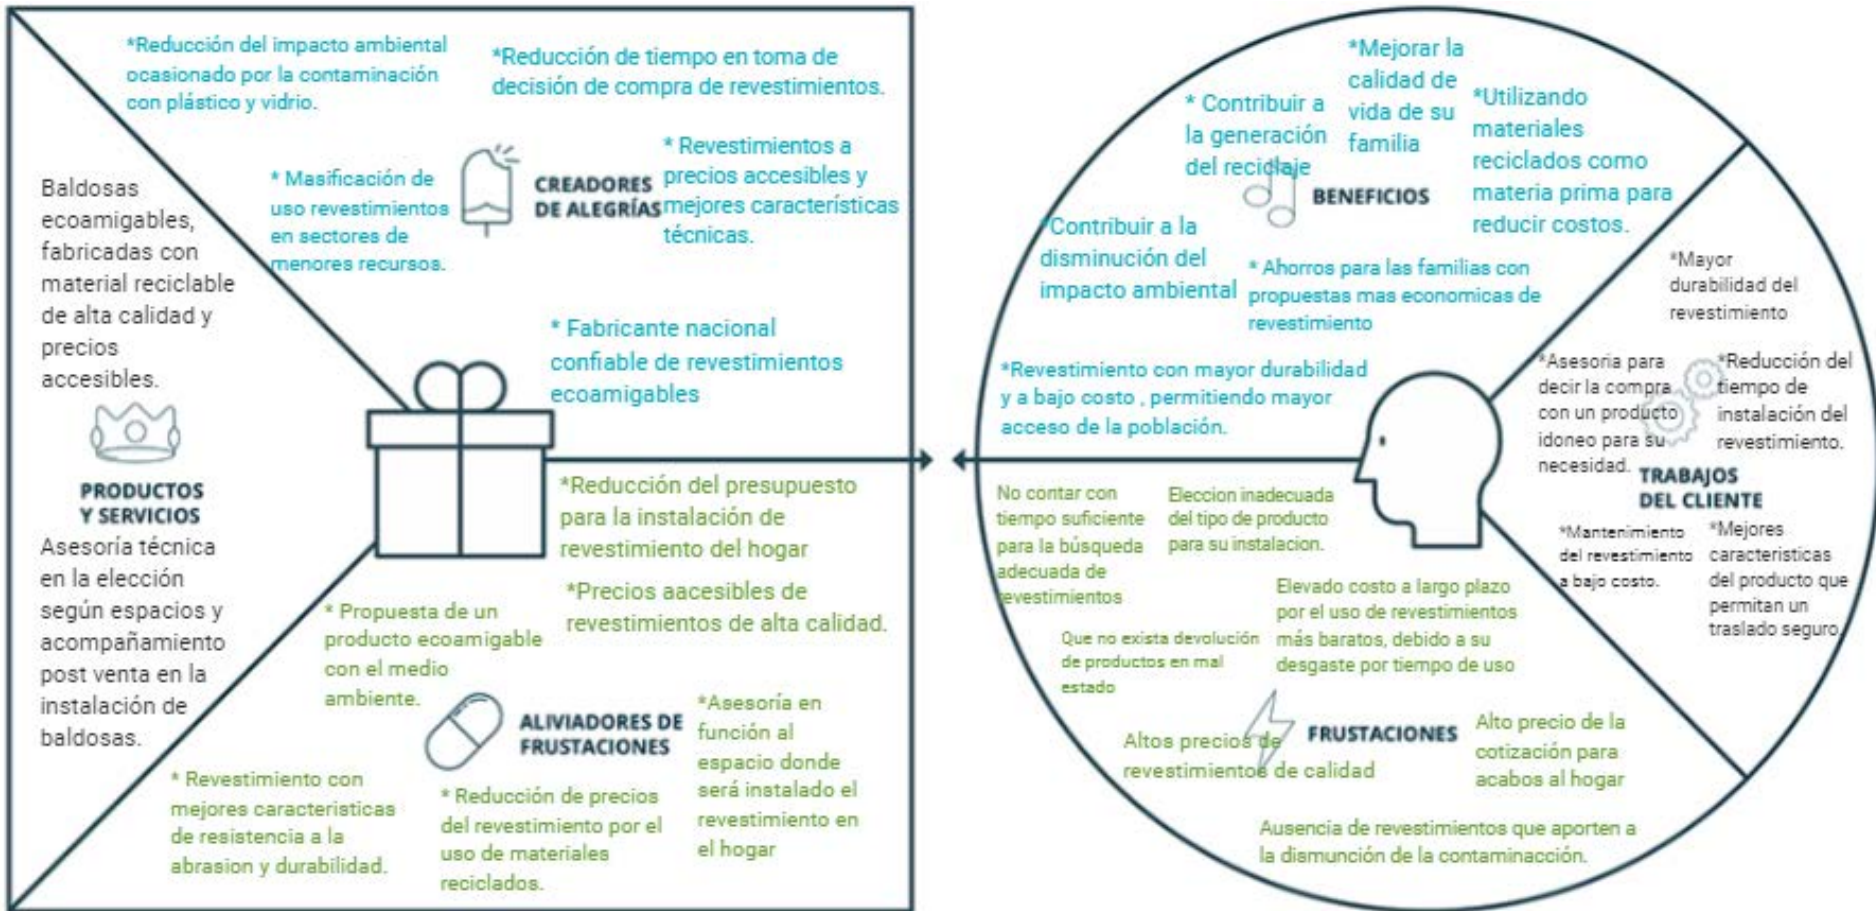 *Reducción del impacto ambiental
ocasionado por la contaminación
con plástico y vidrio.
*Reducción de tiempo en toma de
decisión de compra de revestimientos.
* Masificación de
uso revestimientos
en sectores de
menores recursos.
CREADORES
DE ALEGRÍAS
* Revestimientos a
precios accesibles y
mejores características
técnicas.
* Fabricante nacional
confiable de revestimientos
ecoamigables
Baldosas
ecoamigables,
fabricadas con
material reciclable
de alta calidad y
precios
accesibles.
PRODUCTOS
Y SERVICIOS
Asesoría técnica
en la elección
según espacios y
acompañamiento
post venta en la
instalación de
baldosas.
*Reducción del presupuesto
para la instalación de
revestimiento del hogar
*Precios aacesibles de
revestimientos de alta calidad.
* Propuesta de un
producto ecoamigable
con el medio
ambiente.
ALIVIADORES DE
FRUSTACIONES
*Asesoría en
función al
espacio donde
será instalado el
revestimiento en
el hogar
* Revestimiento con
mejores caracteristicas
de resistencia a la
abrasion y durabilidad.
* Reducción de precios
del revestimiento por el
uso de materiales
reciclados.
*Mejorar la
calidad de
vida de su
familia
* Contribuir a
la generación
del reciclaje
*Utilizando
materiales
reciclados como
materia prima para
reducir costos.
BENEFICIOS
*Contribuir a la
disminución del
impacto ambiental
* Ahorros para las familias con
propuestas mas economicas de
revestimiento
*Revestimiento con mayor durabilidad
y a bajo costo , permitiendo mayor
acceso de la población.
*Mayor
durabilidad del
revestimiento
*Asesoria para
decir la compra
con un producto
idoneo para su
necesidad.
*Reducción del
tiempo de
instalación del
revestimiento.
TRABAJOS
DEL CLIENTE
*Mantenimiento
del revestimiento
a bajo costo.
*Mejores
caracteristicas
del producto que
permitan un
traslado seguro.
No contar con
tiempo suficiente
para la búsqueda
adecuada de
revestimientos
Eleccion inadecuada
del tipo de producto
para su instalacion.
Elevado costo a largo plazo
por el uso de revestimientos
más baratos, debido a su
desgaste por tiempo de uso
Que no exista devolución
de productos en mal
estado
FRUSTACIONES
Altos precios de
revestimientos de calidad
Alto precio de la
cotización para
acabos al hogar
Ausencia de revestimientos que aporten a
la dismunción de la contaminacción.